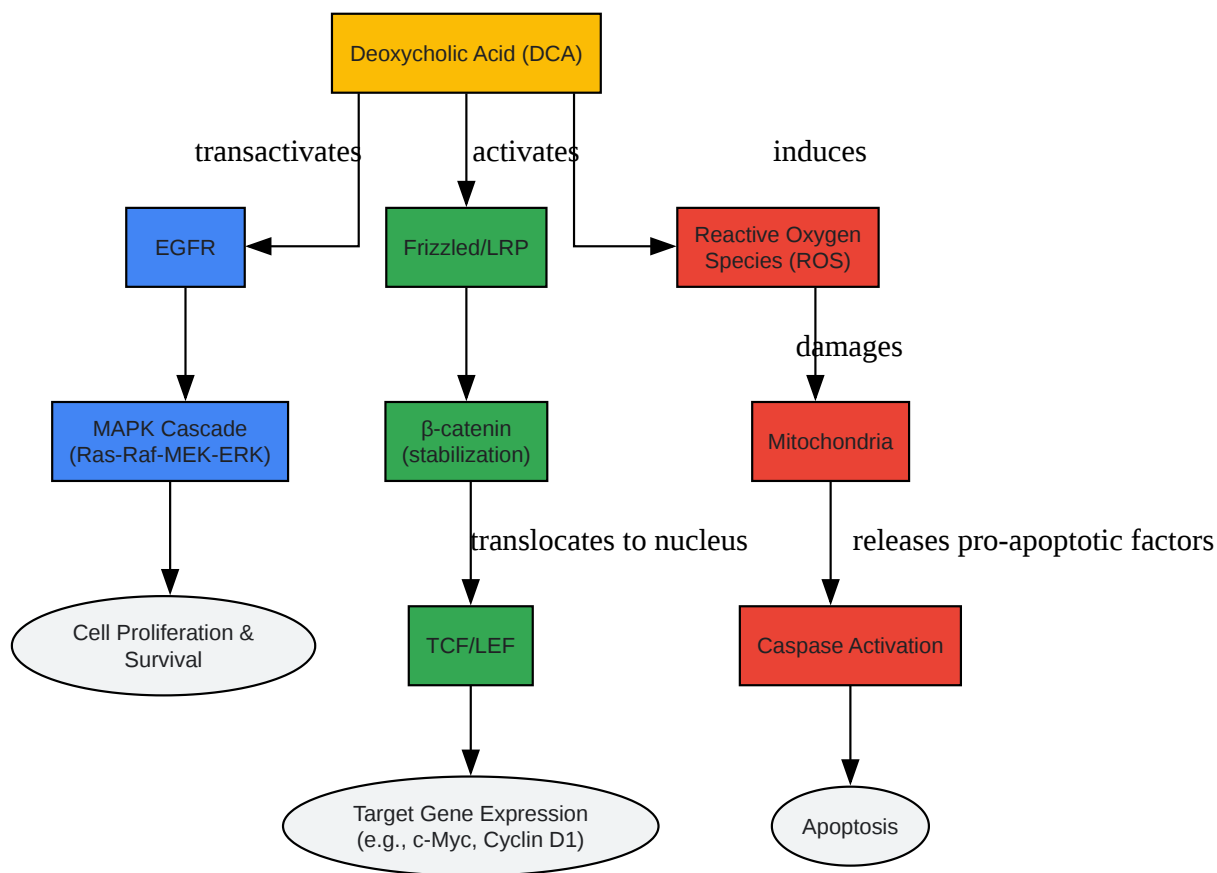 Deoxycholic Acid (DCA)
transactivates
activates
induces
EGFR
Frizzled/LRP
Reactive Oxygen
Species (ROS)
damages
MAPK Cascade
(Ras-Raf-MEK-ERK)
β-catenin
(stabilization)
Mitochondria
translocates to nucleus
releases pro-apoptotic factors
Cell Proliferation &
Survival
TCF/LEF
Caspase Activation
Target Gene Expression
(e.g., c-Myc, Cyclin D1)
Apoptosis